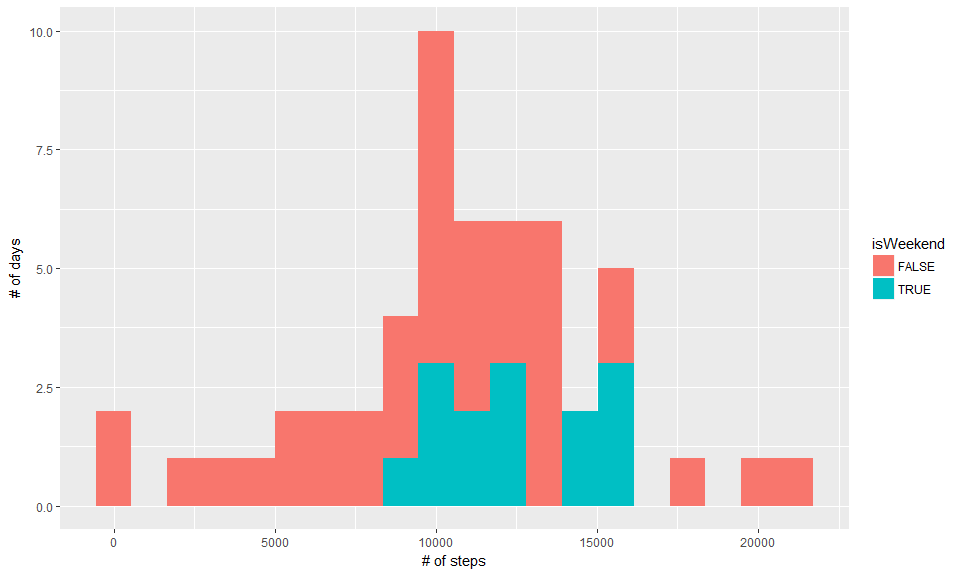 10.0
7.5
5.0
2.5
0.0
# of days
0
5000
10000
15000
20000
# of steps
isWeekend
FALSE
TRUE